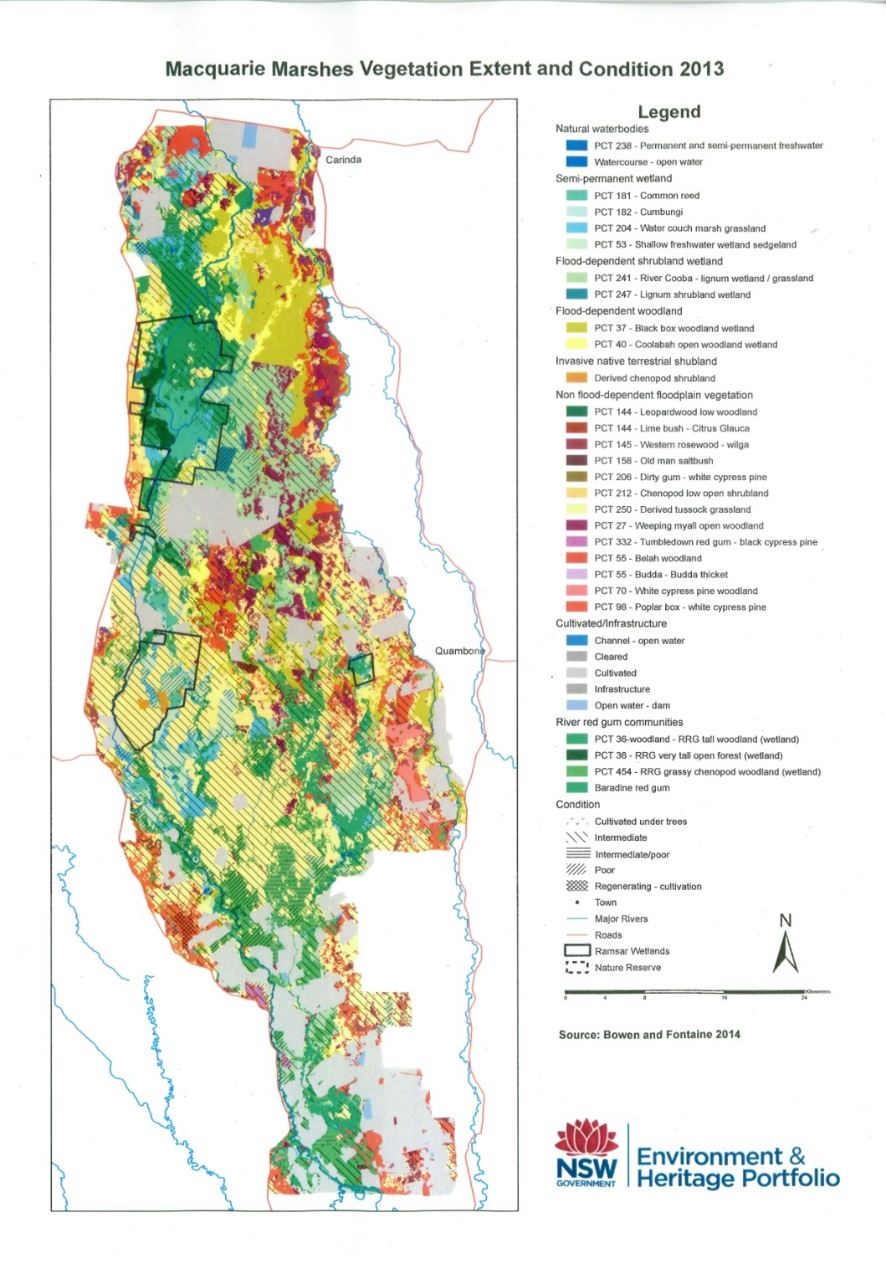 Macquarie Marshes Vegetation Extent and Condition 2013
Carinda
Quambone
Legend
Natural waterbodies
PCT 238 - Permanent and semi-permanent freshwater
Watercourse - open water
Semi-permanent wetland
PCT 181 - Common reed
PCT 182 - Cumbungi
PCT 204 - Water couch marsh grassland
PCT 53 - Shallow freshwater wetland sedgeland
Flood-dependent shrubland wetland
PCT 241 - River Cooba - lignum wetland / grassland
PCT 247 - Lignum shrubland wetland
Flood-dependent woodland
PCT 37 - Black box woodland wetland
PCT 40 - Coolabah open woodland wetland
Invasive native terrestrial shubland
Derived chenopod shrubland
Non flood-dependent floodplain vegetation
PCT 144 - Leopardwood low woodland
PCT 144 - Lime bush - Citrus Glauca
PCT 145 - Western rosewood - wilga
PCT 158 - Old man saltbush
PCT 206 - Dirty gum - white cypress pine
PCT 212 - Chenopod low open shrubland
PCT 250 - Derived tussock grassland
PCT 27 - Weeping myall open woodland
PCT 332 - Tumbledown red gum - black cypress pine
PCT 55 - Belah woodland
PCT 55 - Budda - Budda thicket
PCT 70 - White cypress pine woodland
PCT 98 - Poplar box - white cypress pine
Cultivated/Infrastructure
Channel - open water
Cleared
Cultivated
Infrastructure
Open water - dam
River red gum communities
PCT 36-woodland - RRG tall woodland (wetland)
PCT 36 - RRG very tall open forest (wetland)
PCT 454 - RRG grassy chenopod woodland (wetland)
Baradine red gum
Condition
Cultivated under trees
Intermediate
Intermediate/poor
Poor
Regenerating - cultivation
Town
Major Rivers
Roads
Ramsar Wetlands
Nature Reserve
N
0 4 8 16 24 Kilometres
Source: Bowen and Fontaine 2014
NSW
GOVERNMENT
Environment &
Heritage Portfolio